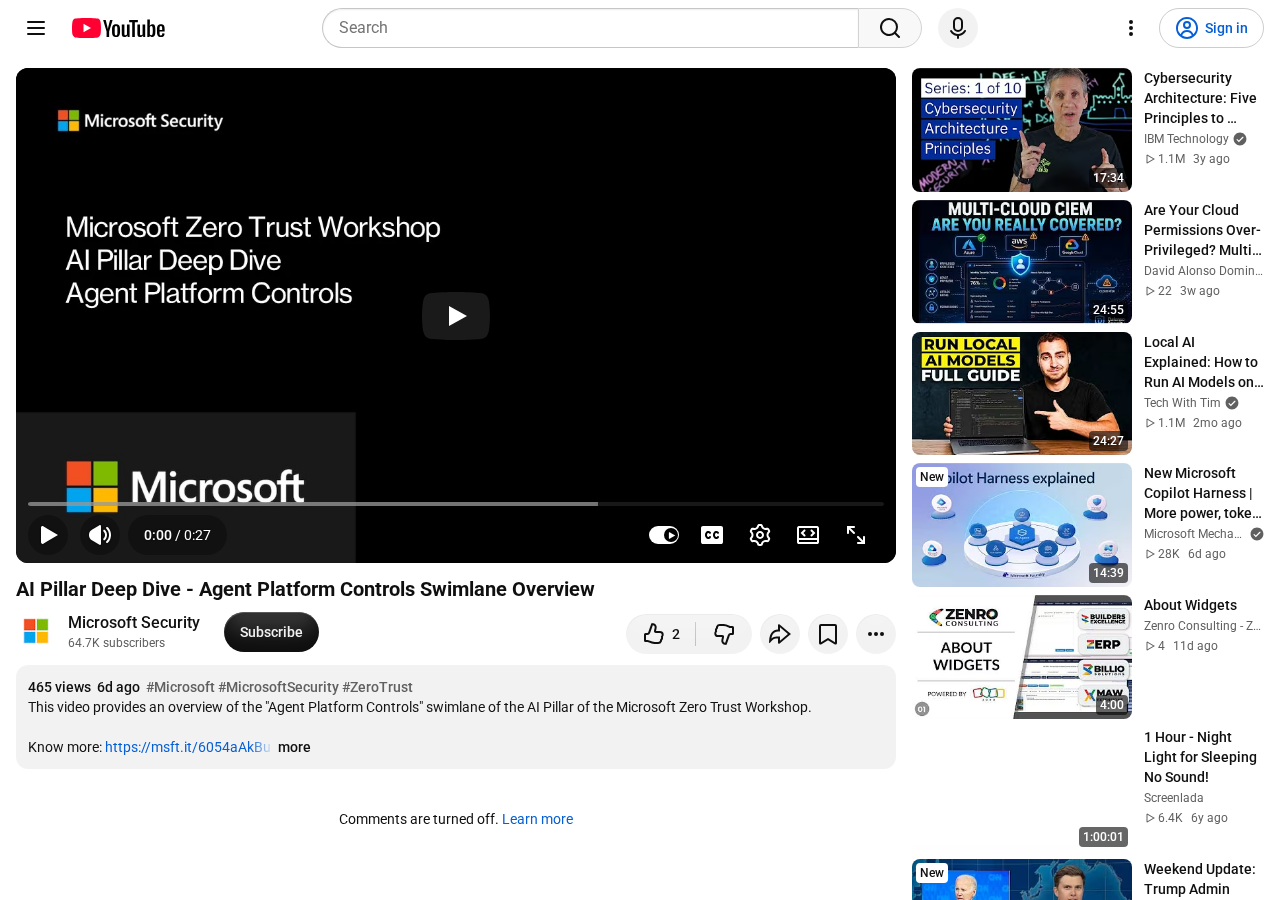 YouTube
Search
Sign in
Microsoft Security
Microsoft Zero Trust Workshop
AI Pillar Deep Dive
Agent Platform Controls
Microsoft
0:00 / 0:27
CC
AI Pillar Deep Dive - Agent Platform Controls Swimlane Overview
Microsoft Security
64.7K subscribers
Subscribe
2
465 views 6d ago #Microsoft #MicrosoftSecurity #ZeroTrust
This video provides an overview of the "Agent Platform Controls" swimlane of the AI Pillar of the Microsoft Zero Trust Workshop.
Know more: https://msft.it/6054aAkBu more
Comments are turned off. Learn more
Series: 1 of 10
Cybersecurity
Architecture -
Principles
17:34
Cybersecurity
Architecture: Five
Principles to ...
IBM Technology
1.1M 3y ago
MULTI-CLOUD CIEM
ARE YOU REALLY COVERED?
Azure
aws
Google Cloud
24:55
Are Your Cloud
Permissions Over-
Privileged? Multi...
David Alonso Domin...
22 3w ago
RUN LOCAL
AI MODELS
FULL GUIDE
24:27
Local AI
Explained: How to
Run AI Models on...
Tech With Tim
1.1M 2mo ago
New
pilot Harness explained
14:39
New Microsoft
Copilot Harness |
More power, toke...
Microsoft Mecha...
28K 6d ago
ZENRO
CONSULTING
ABOUT
WIDGETS
POWERED BY
BUILDERS
EXCELLENCE
ZERP
BILLIO
SOLUTIONS
XMAW
01
4:00
About Widgets
Zenro Consulting - Z...
4 11d ago
1:00:01
1 Hour - Night
Light for Sleeping
No Sound!
Screenlada
6.4K 6y ago
New
Weekend Update:
Trump Admin